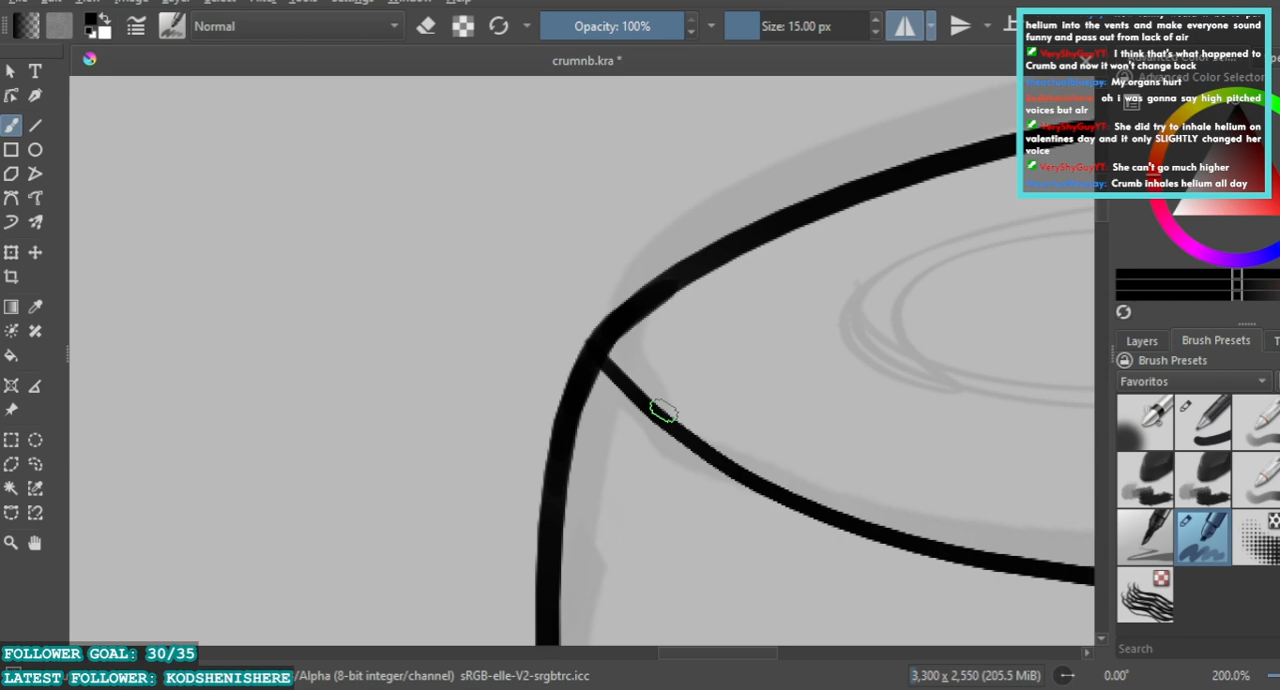 Normal
Opacity: 100%
Size: 15.00 px
crumnb.kra *
helium into the vents and make everyone sound
funny and pass out from lack of air
VeryShyGuyYT: I think that's what happened to
Crumb and now it won't change back
My organs hurt
oh i was gonna say high pitched
voices but alr
VeryShyGuyYT: She did try to inhale helium on
valentines day and it only SLIGHTLY changed her
voice
VeryShyGuyYT: She can't go much higher
Crumb inhales helium all day
Advanced Color Selector
Layers
Brush Presets
T
Brush Presets
Favoritos
Search
FOLLOWER GOAL: 30/35
LATEST FOLLOWER: KODSHENISHERE
/Alpha (8-bit integer/channel) sRGB-elle-V2-srgbtrc.icc
3,300 x 2,550 (205.5 MiB)
0.00°
200.0%